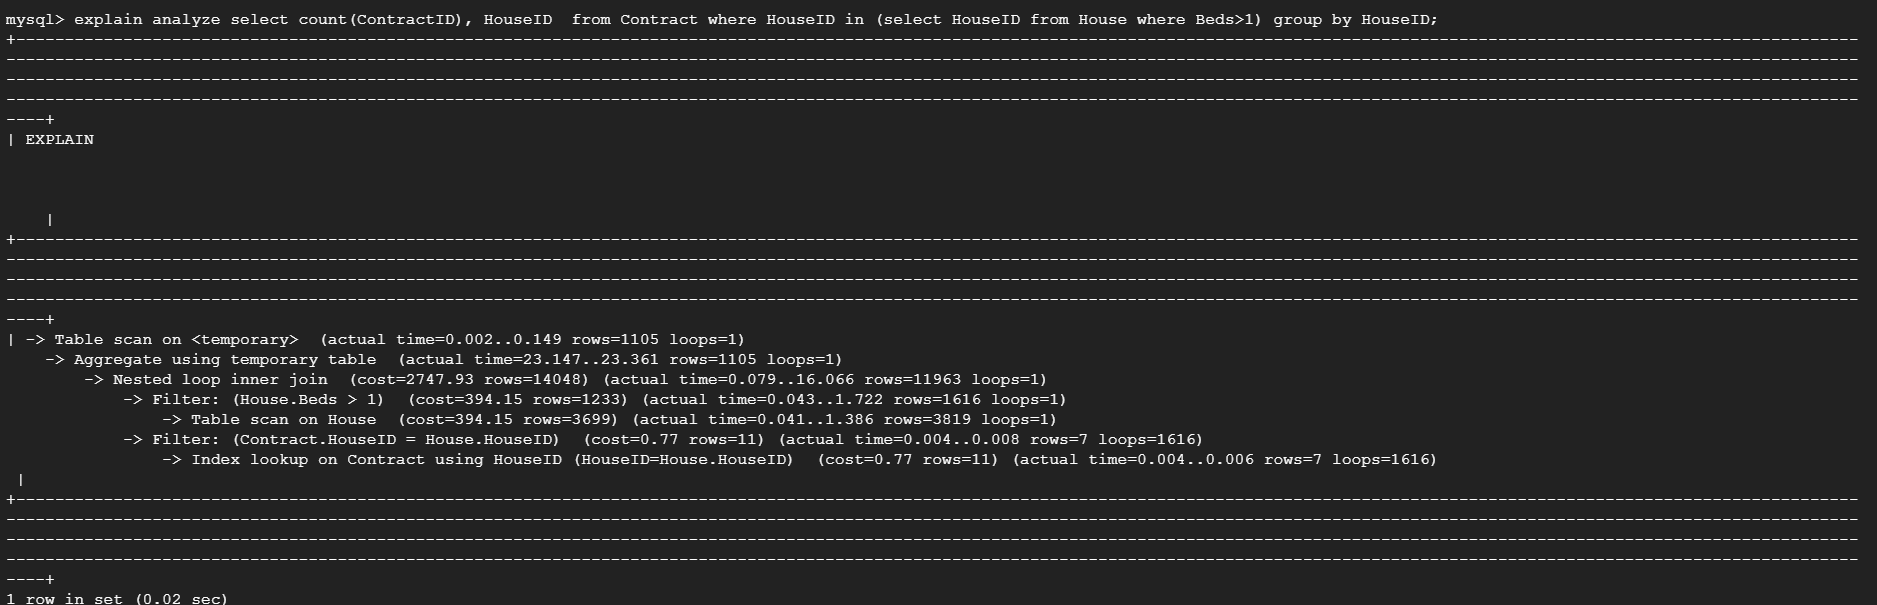 mysql> explain analyze select count(ContractID), HouseID  from Contract where HouseID in (select HouseID from House where Beds>1) group by HouseID;
+--------------------------------------------------------------------------------------------------------------------------------------------------------------------------------------------
--------------------------------------------------------------------------------------------------------------------------------------------------------------------------------------------
--------------------------------------------------------------------------------------------------------------------------------------------------------------------------------------------
--------------------------------------------------------------------------------------------------------------------------------------------------------------------------------------------
----+
| EXPLAIN
    |
+--------------------------------------------------------------------------------------------------------------------------------------------------------------------------------------------
--------------------------------------------------------------------------------------------------------------------------------------------------------------------------------------------
--------------------------------------------------------------------------------------------------------------------------------------------------------------------------------------------
--------------------------------------------------------------------------------------------------------------------------------------------------------------------------------------------
----+
| -> Table scan on <temporary>  (actual time=0.002..0.149 rows=1105 loops=1)
    -> Aggregate using temporary table  (actual time=23.147..23.361 rows=1105 loops=1)
        -> Nested loop inner join  (cost=2747.93 rows=14048) (actual time=0.079..16.066 rows=11963 loops=1)
            -> Filter: (House.Beds > 1)  (cost=394.15 rows=1233) (actual time=0.043..1.722 rows=1616 loops=1)
                -> Table scan on House  (cost=394.15 rows=3699) (actual time=0.041..1.386 rows=3819 loops=1)
            -> Filter: (Contract.HouseID = House.HouseID)  (cost=0.77 rows=11) (actual time=0.004..0.008 rows=7 loops=1616)
                -> Index lookup on Contract using HouseID (HouseID=House.HouseID)  (cost=0.77 rows=11) (actual time=0.004..0.006 rows=7 loops=1616)
 |
+--------------------------------------------------------------------------------------------------------------------------------------------------------------------------------------------
--------------------------------------------------------------------------------------------------------------------------------------------------------------------------------------------
--------------------------------------------------------------------------------------------------------------------------------------------------------------------------------------------
--------------------------------------------------------------------------------------------------------------------------------------------------------------------------------------------
----+
1 row in set (0.02 sec)